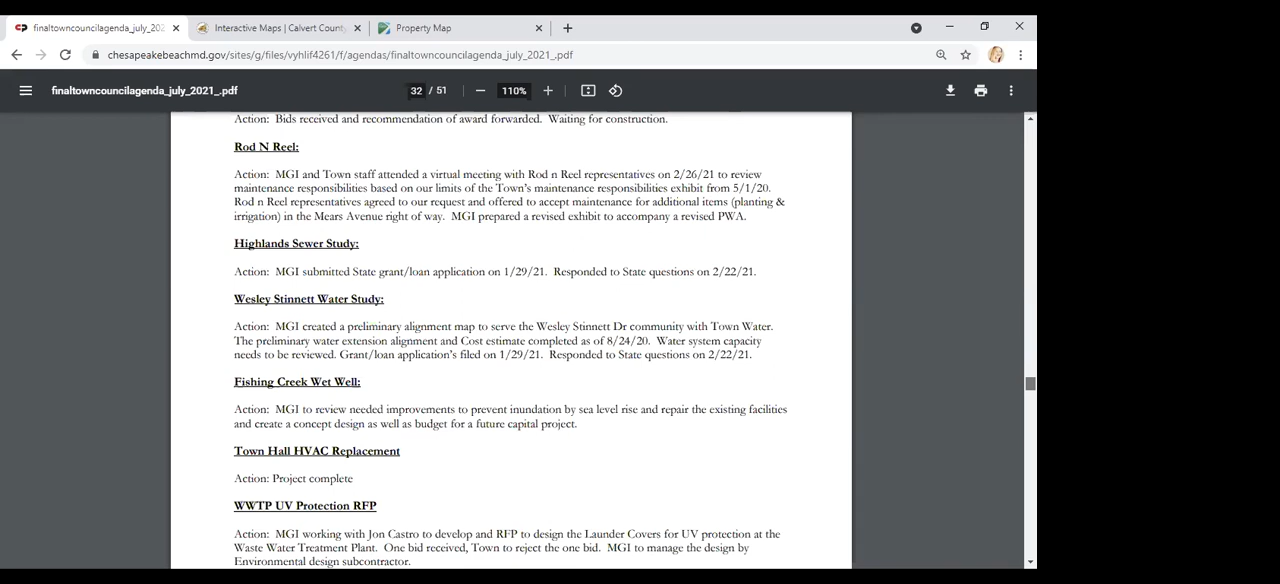 finaltowncouncilagenda_july_202
Interactive Maps | Calvert County
Property Map
chesapeakebeachmd.gov/sites/g/files/vyhlif4261/f/agendas/finaltowncouncilagenda_july_2021_.pdf
finaltowncouncilagenda_july_2021_.pdf
32 / 51
110%
Action: Bids received and recommendation of award forwarded. Waiting for construction.
Rod N Reel:
Action: MGI and Town staff attended a virtual meeting with Rod n Reel representatives on 2/26/21 to review
maintenance responsibilities based on our limits of the Town's maintenance responsibilities exhibit from 5/1/20.
Rod n Reel representatives agreed to our request and offered to accept maintenance for additional items (planting &
irrigation) in the Mears Avenue right of way. MGI prepared a revised exhibit to accompany a revised PWA.
Highlands Sewer Study:
Action: MGI submitted State grant/loan application on 1/29/21. Responded to State questions on 2/22/21.
Wesley Stinnett Water Study:
Action: MGI created a preliminary alignment map to serve the Wesley Stinnett Dr community with Town Water.
The preliminary water extension alignment and Cost estimate completed as of 8/24/20. Water system capacity
needs to be reviewed. Grant/loan application's filed on 1/29/21. Responded to State questions on 2/22/21.
Fishing Creek Wet Well:
Action: MGI to review needed improvements to prevent inundation by sea level rise and repair the existing facilities
and create a concept design as well as budget for a future capital project.
Town Hall HVAC Replacement
Action: Project complete
WWTP UV Protection RFP
Action: MGI working with Jon Castro to develop and RFP to design the Launder Covers for UV protection at the
Waste Water Treatment Plant. One bid received, Town to reject the one bid. MGI to manage the design by
Environmental design subcontractor.